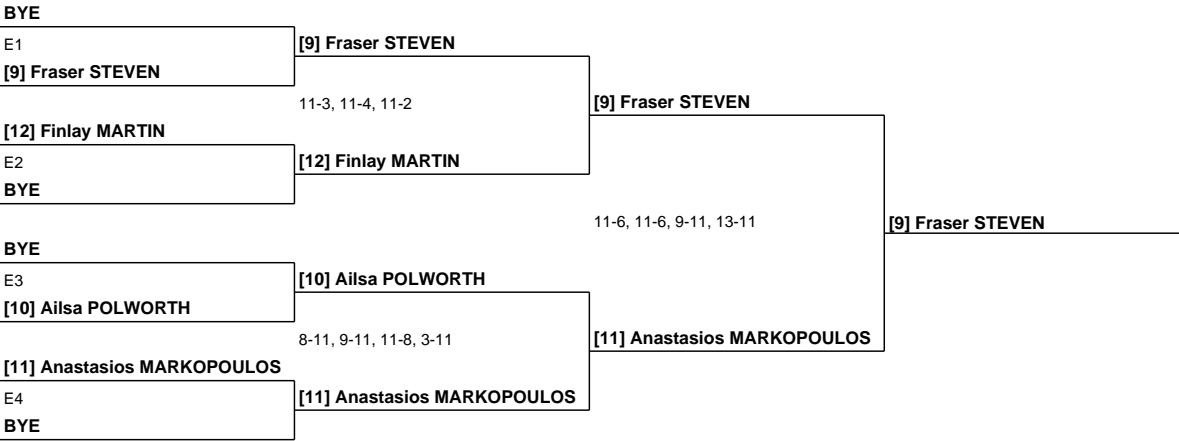 BYE
E1
[9] Fraser STEVEN
[9] Fraser STEVEN
11-3, 11-4, 11-2
[9] Fraser STEVEN
[12] Finlay MARTIN
E2
[12] Finlay MARTIN
BYE
11-6, 11-6, 9-11, 13-11
[9] Fraser STEVEN
BYE
E3
[10] Ailsa POLWORTH
[10] Ailsa POLWORTH
8-11, 9-11, 11-8, 3-11
[11] Anastasios MARKOPOULOS
[11] Anastasios MARKOPOULOS
E4
[11] Anastasios MARKOPOULOS
BYE